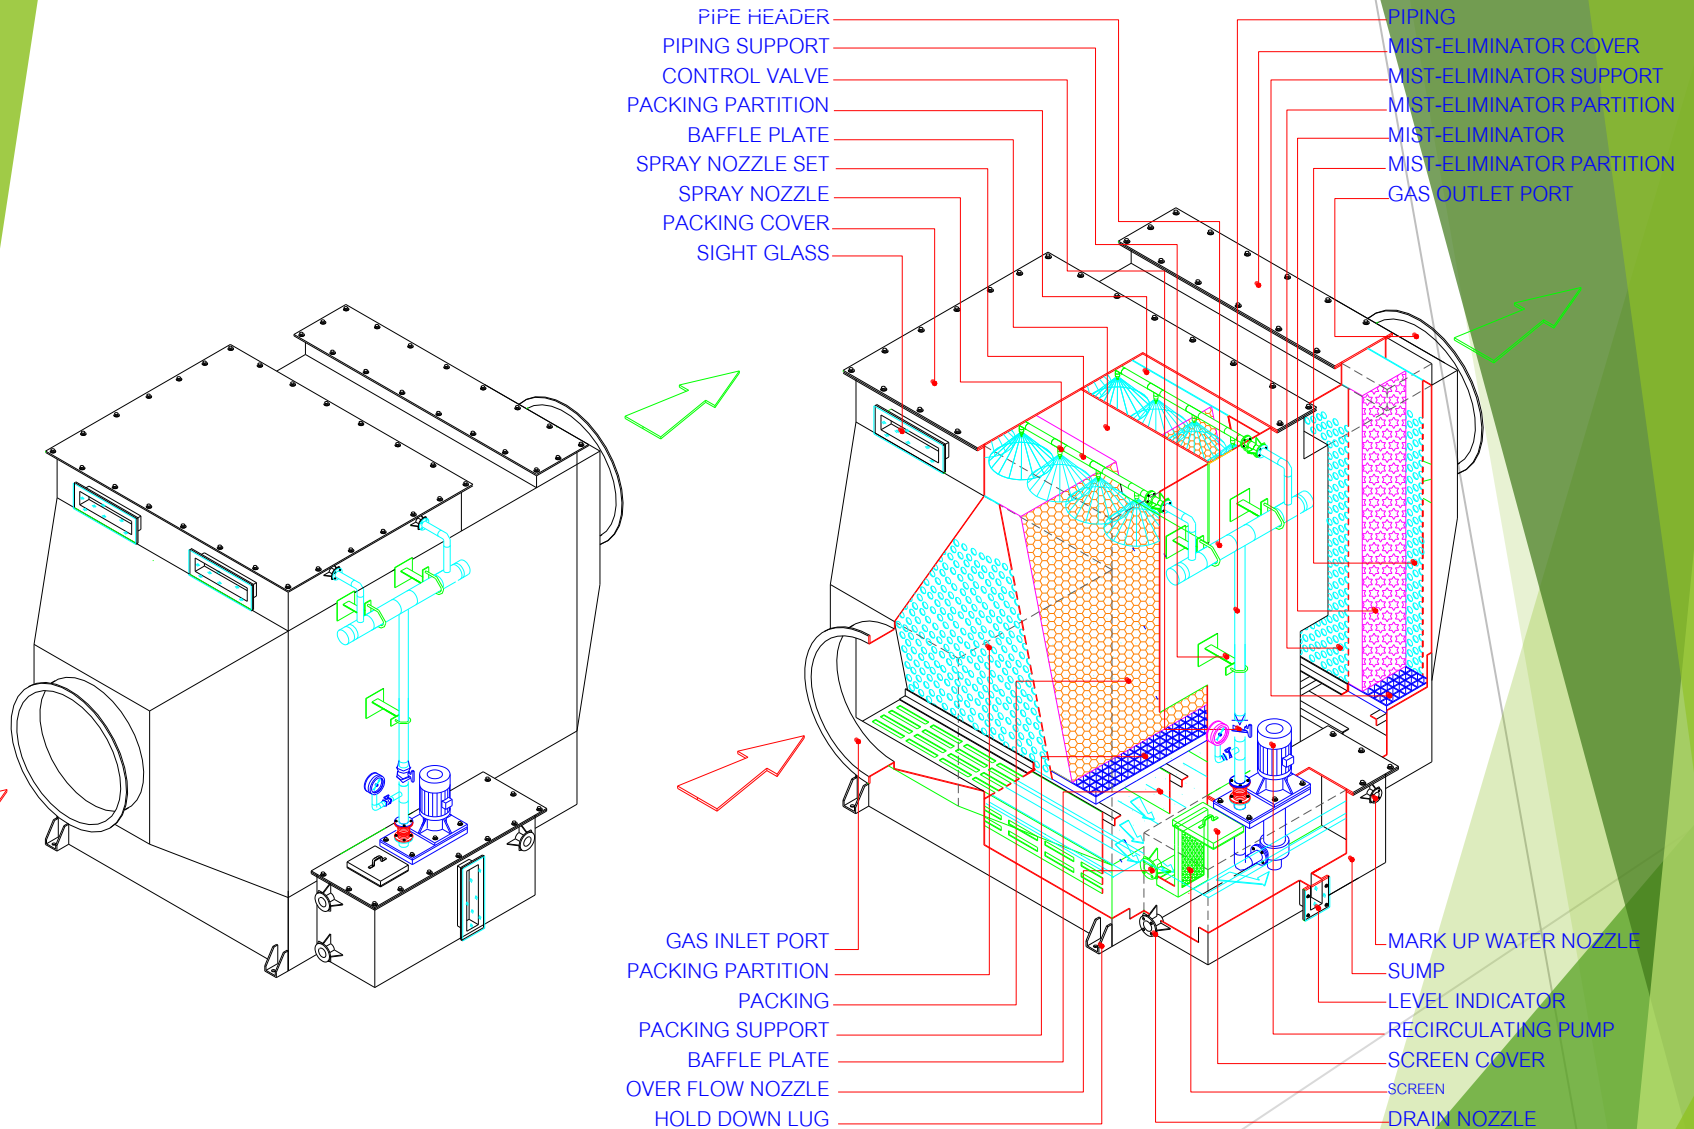 PIPE HEADER
PIPING SUPPORT
CONTROL VALVE
PACKING PARTITION
BAFFLE PLATE
SPRAY NOZZLE SET
SPRAY NOZZLE
PACKING COVER
SIGHT GLASS
PIPING
MIST-ELIMINATOR COVER
MIST-ELIMINATOR SUPPORT
MIST-ELIMINATOR PARTITION
MIST-ELIMINATOR
MIST-ELIMINATOR PARTITION
GAS OUTLET PORT
GAS INLET PORT
PACKING PARTITION
PACKING
PACKING SUPPORT
BAFFLE PLATE
OVER FLOW NOZZLE
HOLD DOWN LUG
MARK UP WATER NOZZLE
SUMP
LEVEL INDICATOR
RECIRCULATING PUMP
SCREEN COVER
SCREEN
DRAIN NOZZLE